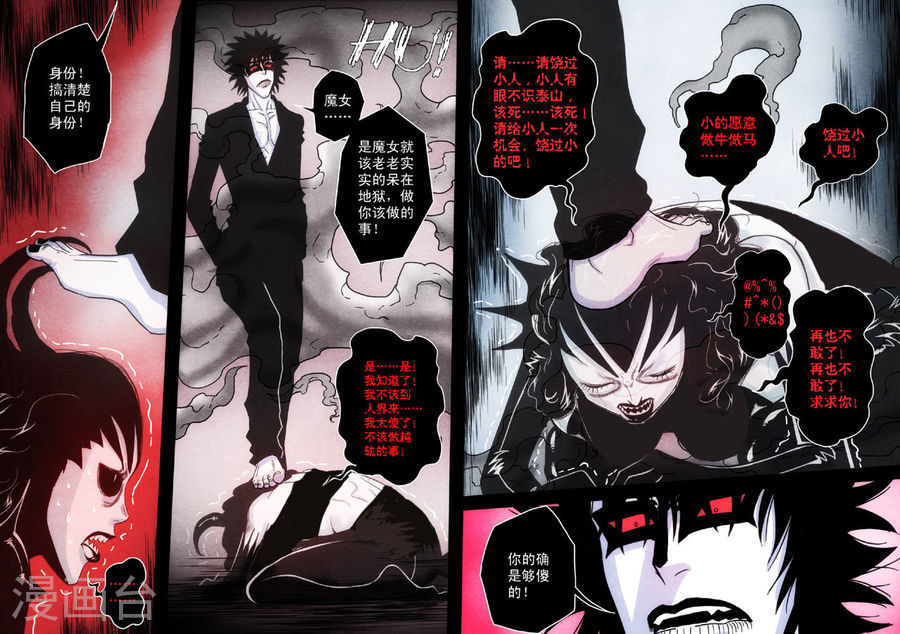 请……请饶过
小人，小人有
眼不识泰山，
该死……该死！
请给小人一次
机会，饶过小
的吧！
小的愿意
做牛做马
……
饶过小
人吧！
@%^%
#^*()
)(*&$
再也不
敢了！
再也不
敢了！
求求你！
你的确
是够傻
的！
HU!!
魔女
……
是魔女就
该老老实
实的呆在
地狱，做
你该做的
事！
是……是！
我知道了！
我不该到
人界来……
我太傻了！
不该做越
轨的事！
身份！
搞清楚
自己的
身份！
……
……
漫画台